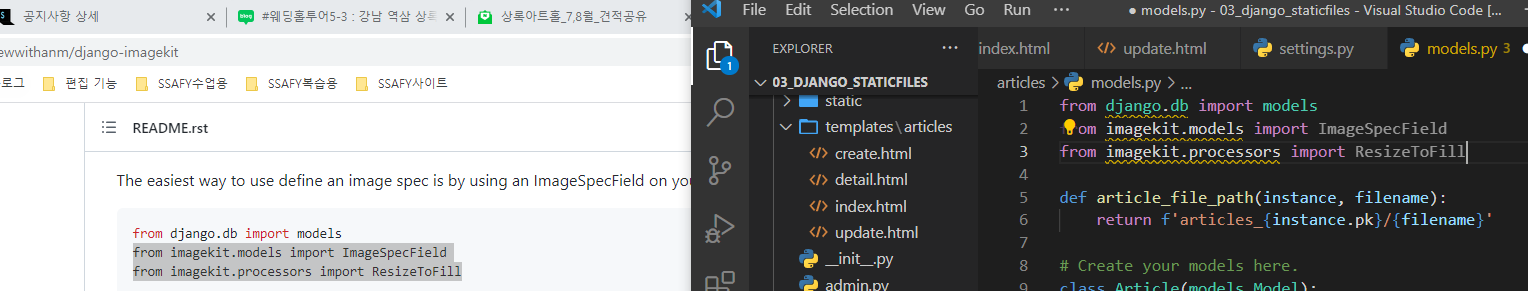 공지사항 상세
#웨딩홀투어5-3 : 강남 역삼 상록
상록아트홀_7,8월_견적공유
ewwithanm/django-imagekit
로그
편집 기능
SSAFY수업용
SSAFY복습용
SSAFY사이트
README.rst
The easiest way to use define an image spec is by using an ImageSpecField on you
from django.db import models
from imagekit.models import ImageSpecField
from imagekit.processors import ResizeToFill
File Edit Selection View Go Run ...
● models.py - 03_django_staticfiles - Visual Studio Code [...
EXPLORER
...
1
03_DJANGO_STATICFILES
static
templates\articles
create.html
detail.html
index.html
update.html
__init__.py
admin.py
index.html
update.html
settings.py
models.py 3
articles > models.py > ...
1 from django.db import models
2 om imagekit.models import ImageSpecField
3 from imagekit.processors import ResizeToFill
4
5 def article_file_path(instance, filename):
6 return f'articles_{instance.pk}/{filename}'
7
8 # Create your models here.
9 class Article(models.Model):